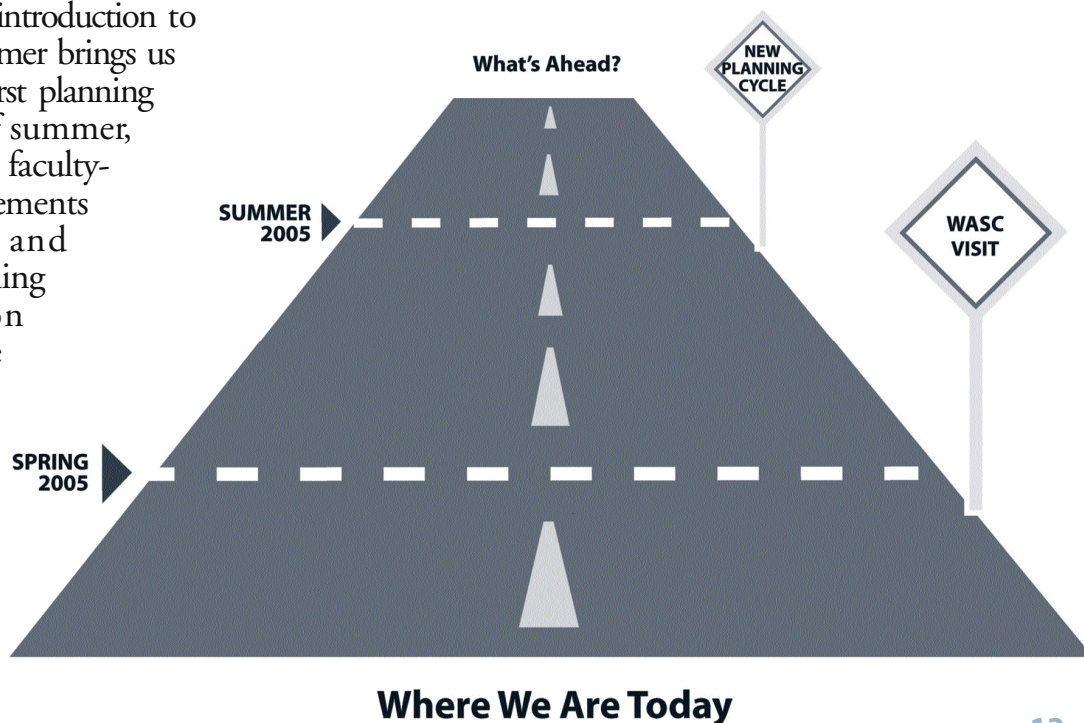 introduction to
mer brings us
rst planning
summer,
faculty-
ements
and
ing
on
What's Ahead?
NEW
PLANNING
CYCLE
SUMMER
2005
WASC
VISIT
SPRING
2005
Where We Are Today
13